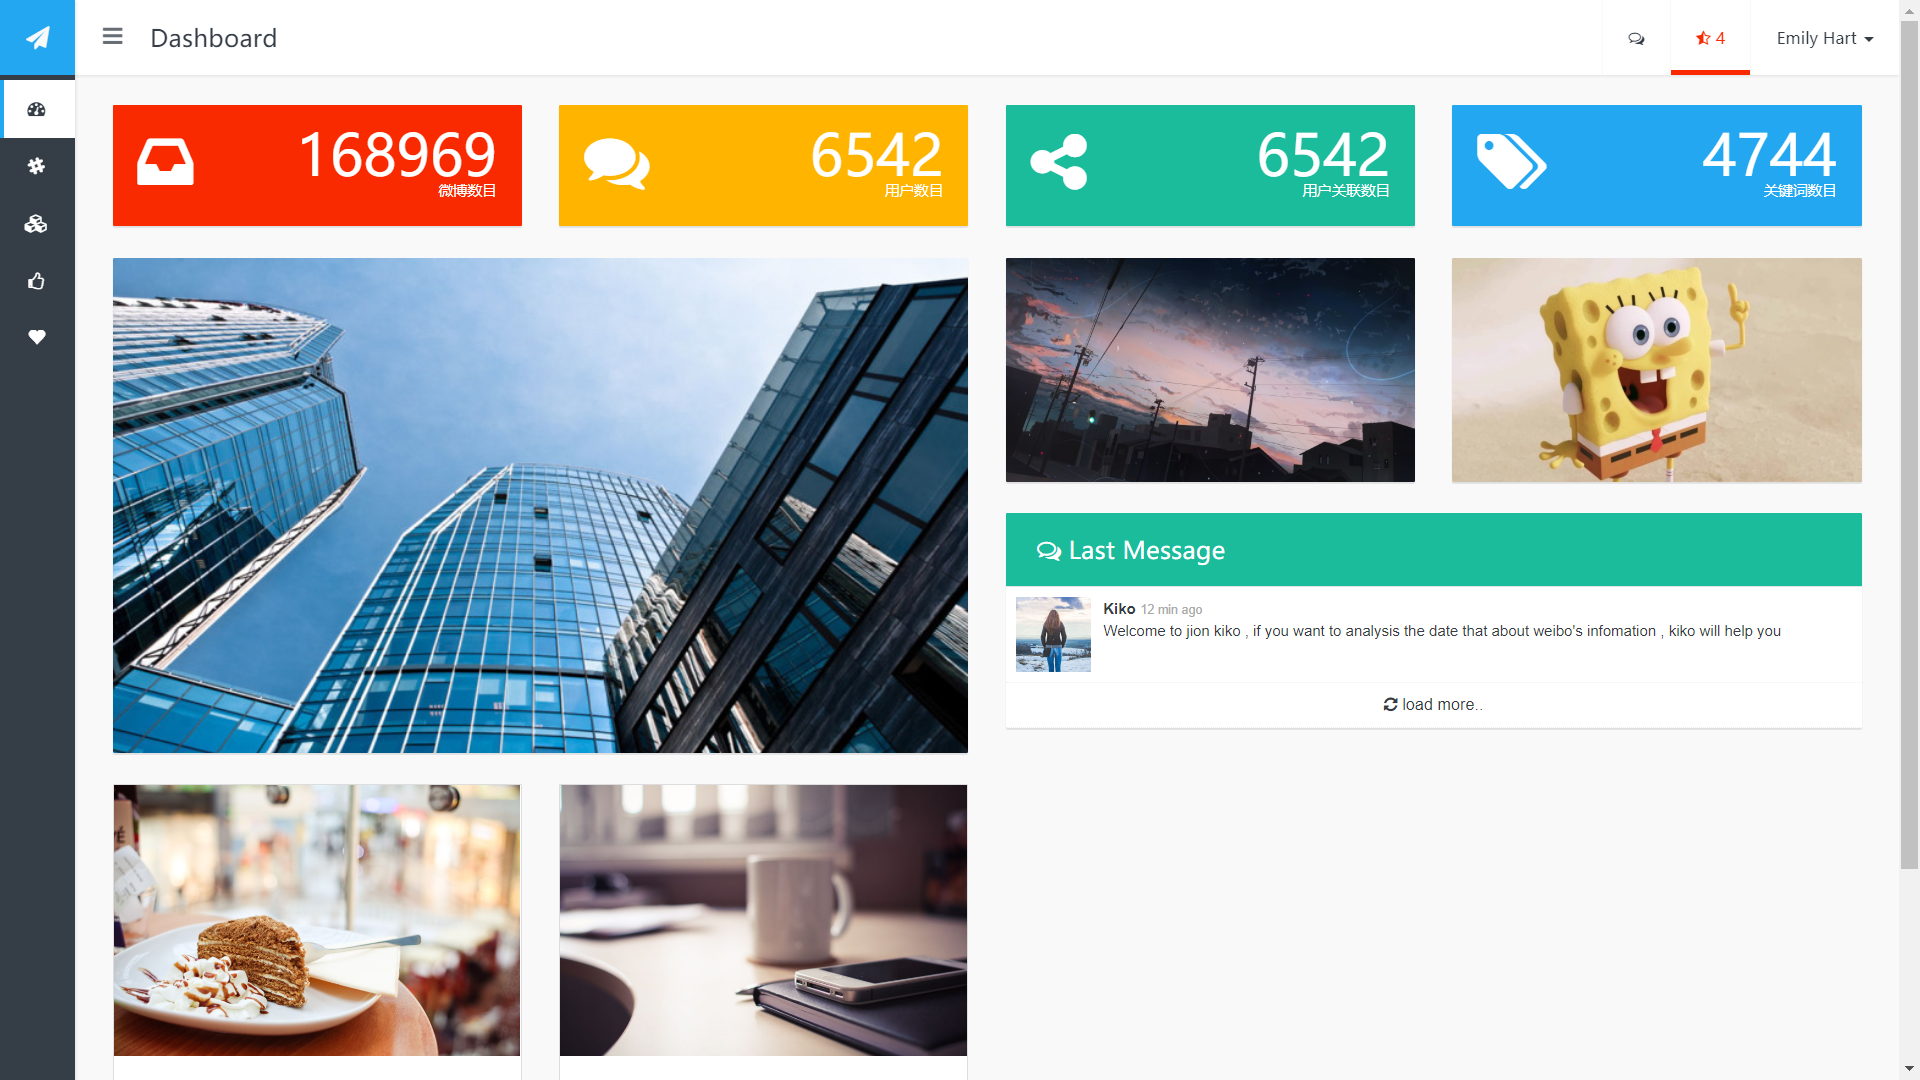 Dashboard
4
Emily Hart
168969
微博数目
6542
用户数目
6542
用户关联数目
4744
关键词数目
Last Message
Kiko 12 min ago
Welcome to jion kiko , if you want to analysis the date that about weibo's infomation , kiko will help you
load more..